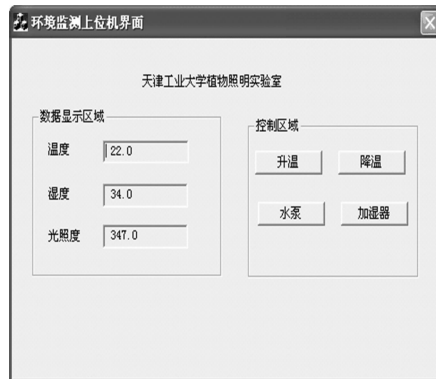 环境监测上位机界面
天津工业大学植物照明实验室
数据显示区域
温度 22.0
湿度 34.0
光照度 347.0
控制区域
升温 降温
水泵 加湿器